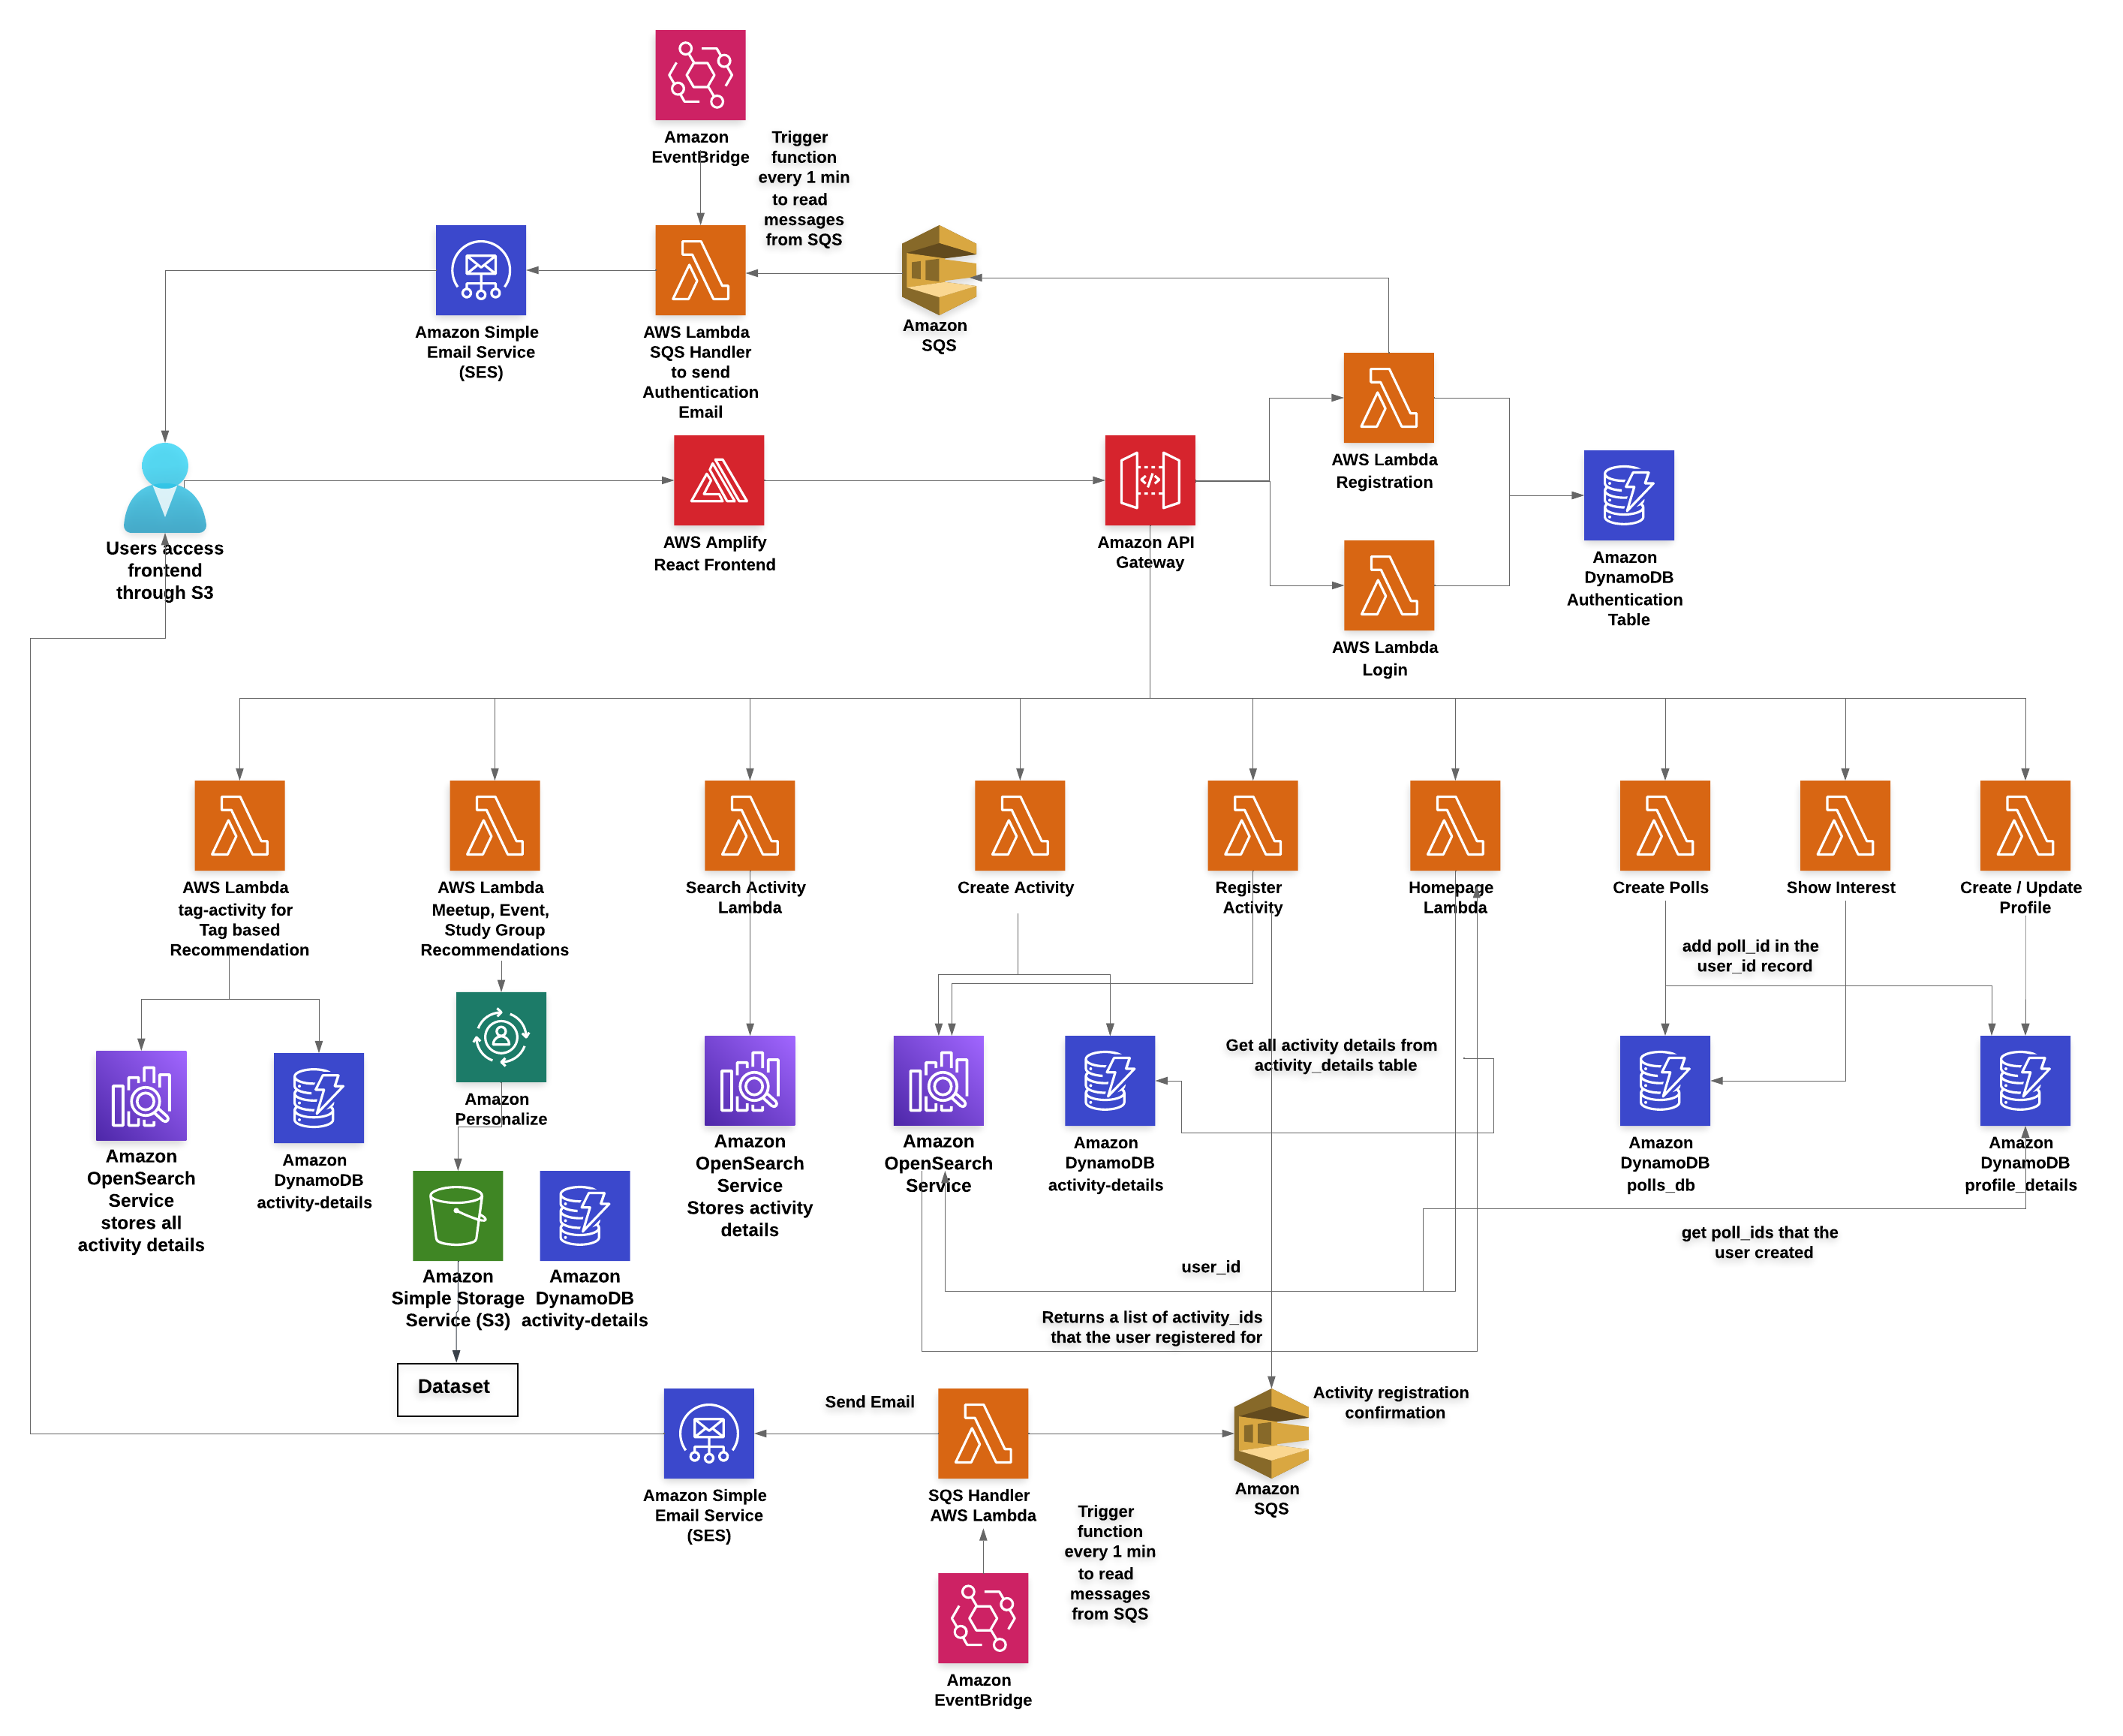 Amazon
EventBridge
Trigger
function
every 1 min
to read
messages
from SQS
Amazon Simple
Email Service
(SES)
AWS Lambda
SQS Handler
to send
Authentication
Email
Amazon
SQS
Users access
frontend
through S3
AWS Amplify
React Frontend
Amazon API
Gateway
AWS Lambda
Registration
AWS Lambda
Login
Amazon
DynamoDB
Authentication
Table
AWS Lambda
tag-activity for
Tag based
Recommendation
AWS Lambda
Meetup, Event,
Study Group
Recommendations
Search Activity
Lambda
Create Activity
Register
Activity
Homepage
Lambda
Create Polls
Show Interest
Create / Update
Profile
add poll_id in the
user_id record
Get all activity details from
activity_details table
Amazon
OpenSearch
Service
stores all
activity details
Amazon
DynamoDB
activity-details
Amazon
Personalize
Amazon
OpenSearch
Service
Stores activity
details
Amazon
OpenSearch
Service
Amazon
DynamoDB
activity-details
Amazon
DynamoDB
polls_db
Amazon
DynamoDB
profile_details
get poll_ids that the
user created
Amazon
Simple Storage
Service (S3)
Amazon
DynamoDB
activity-details
user_id
Returns a list of activity_ids
that the user registered for
Dataset
Send Email
Activity registration
confirmation
Amazon Simple
Email Service
(SES)
SQS Handler
AWS Lambda
Amazon
SQS
Trigger
function
every 1 min
to read
messages
from SQS
Amazon
EventBridge